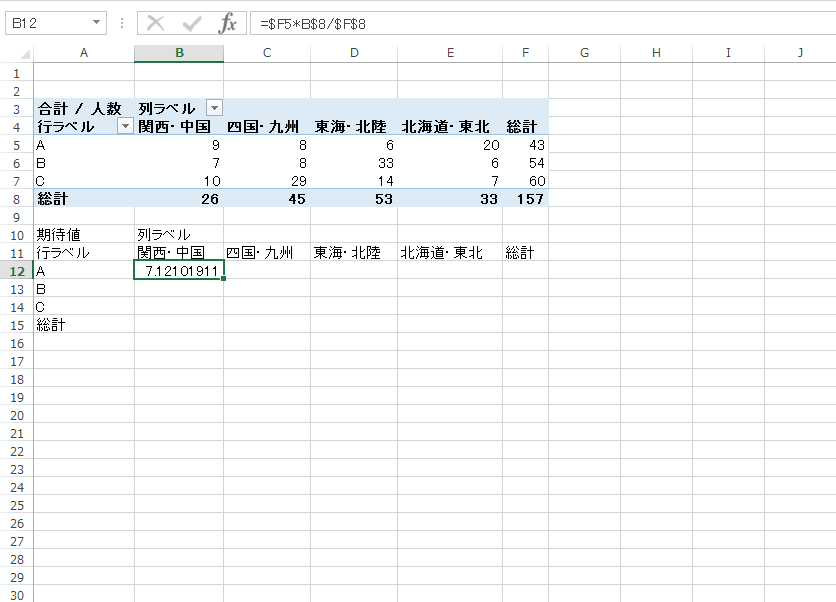 B12 fx =$F5*B$8/$F$8
A B C D E F G H I J
1
2
3 合計 / 人数 列ラベル
4 行ラベル 関西・中国 四国・九州 東海・北陸 北海道・東北 総計
5 A 9 8 6 20 43
6 B 7 8 33 6 54
7 C 10 29 14 7 60
8 総計 26 45 53 33 157
9
10 期待値 列ラベル
11 行ラベル 関西・中国 四国・九州 東海・北陸 北海道・東北 総計
12 A 7.12101911
13 B
14 C
15 総計
16
17
18
19
20
21
22
23
24
25
26
27
28
29
30